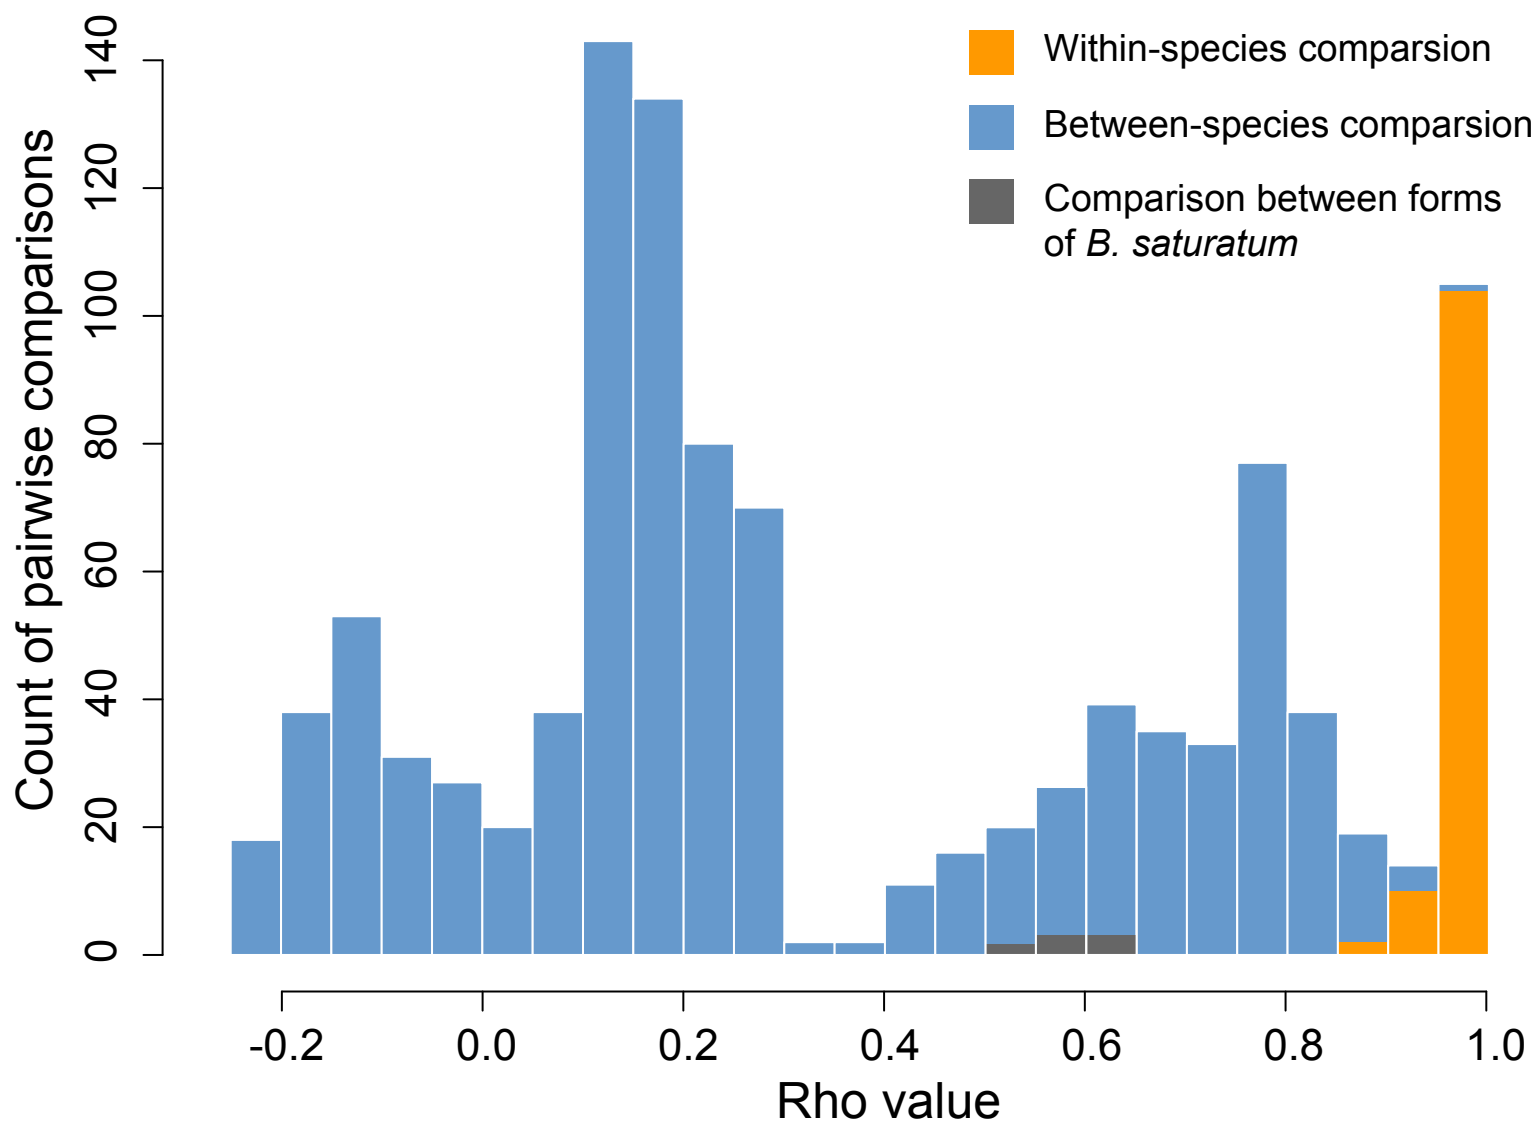 Within-species comparsion
Between-species comparsion
Comparison between forms
of B. saturatum
Count of pairwise comparisons
140
120
100
80
60
40
20
0
-0.2 0.0 0.2 0.4 0.6 0.8 1.0
Rho value